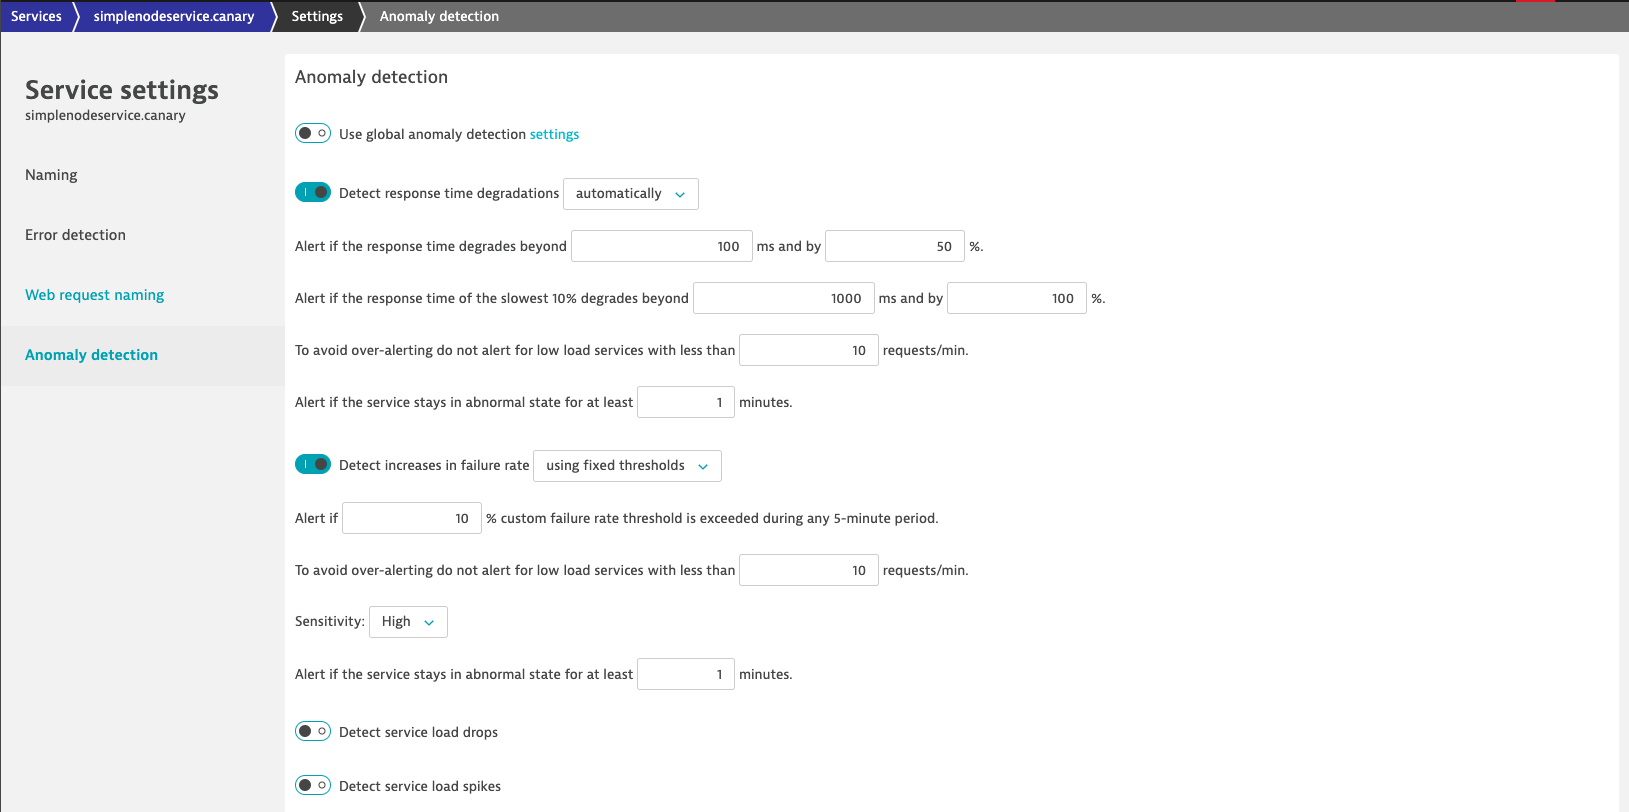 Services simplenodeservice.canary Settings Anomaly detection
Service settings
simplenodeservice.canary
Naming
Error detection
Web request naming
Anomaly detection
Anomaly detection
Use global anomaly detection settings
Detect response time degradations automatically
Alert if the response time degrades beyond 100 ms and by 50 %.
Alert if the response time of the slowest 10% degrades beyond 1000 ms and by 100 %.
To avoid over-alerting do not alert for low load services with less than 10 requests/min.
Alert if the service stays in abnormal state for at least 1 minutes.
Detect increases in failure rate using fixed thresholds
Alert if 10 % custom failure rate threshold is exceeded during any 5-minute period.
To avoid over-alerting do not alert for low load services with less than 10 requests/min.
Sensitivity: High
Alert if the service stays in abnormal state for at least 1 minutes.
Detect service load drops
Detect service load spikes